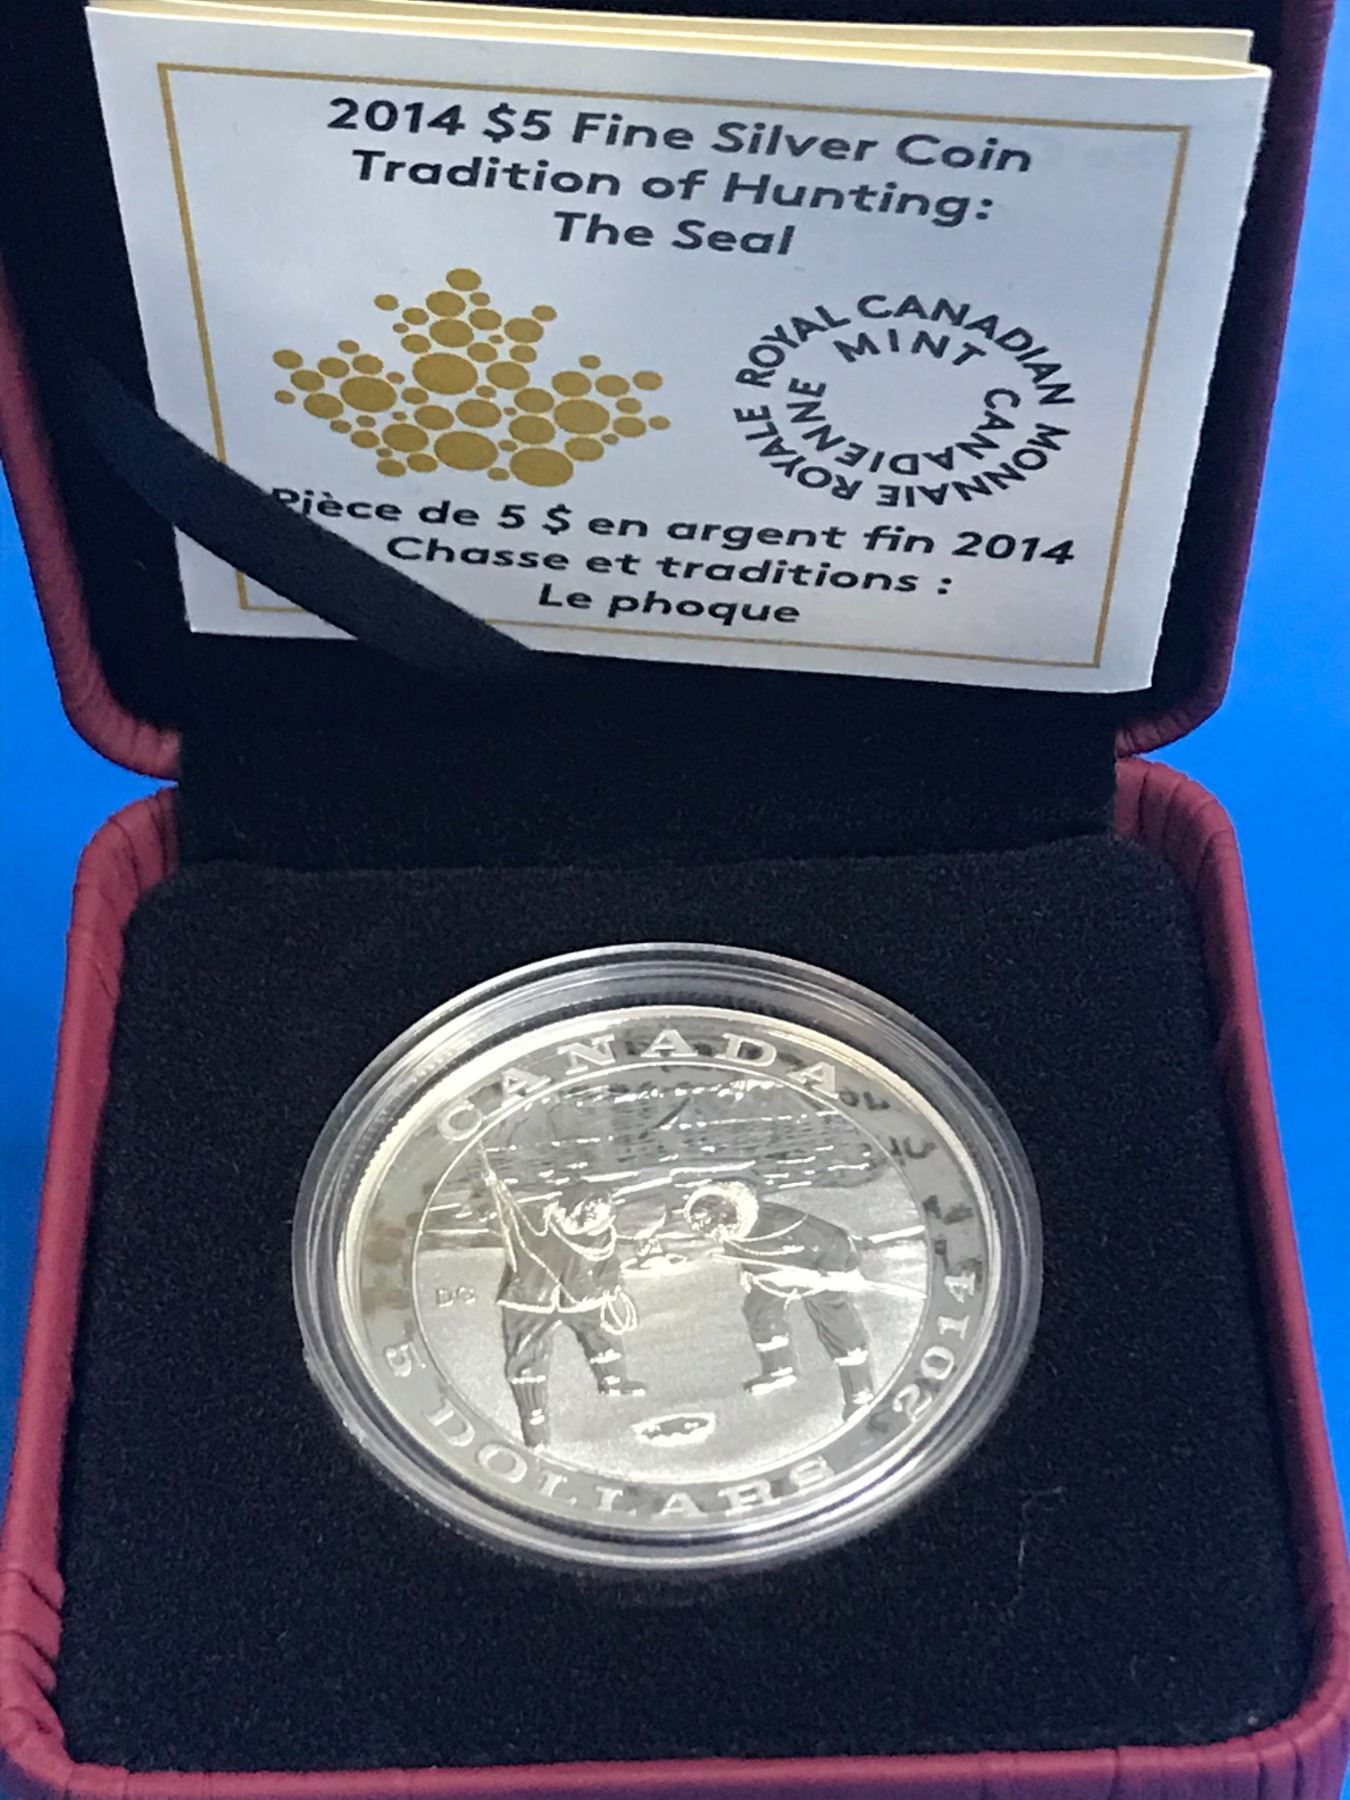 2014 $5 Fine Silver Coin
Tradition of Hunting:
The Seal
ROYAL CANADIAN
MINT
MONNAIE ROYALE
CANADIENNE
Pièce de 5 $ en argent fin 2014
Chasse et traditions :
Le phoque
CANADA
5 DOLLARS 2014